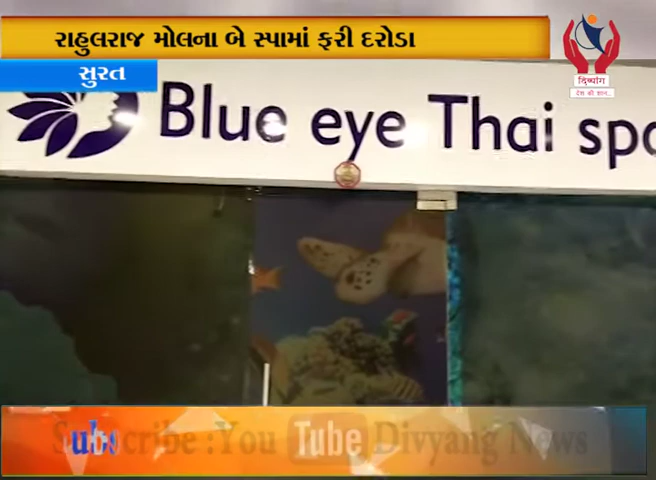 રાહુલરાજ મોલના બે સ્પામાં ફરી દરોડા
સુરત
दिव्यांग
देश की शान..
Blue eye Thai spa
Subscribe :You Tube Divyang News